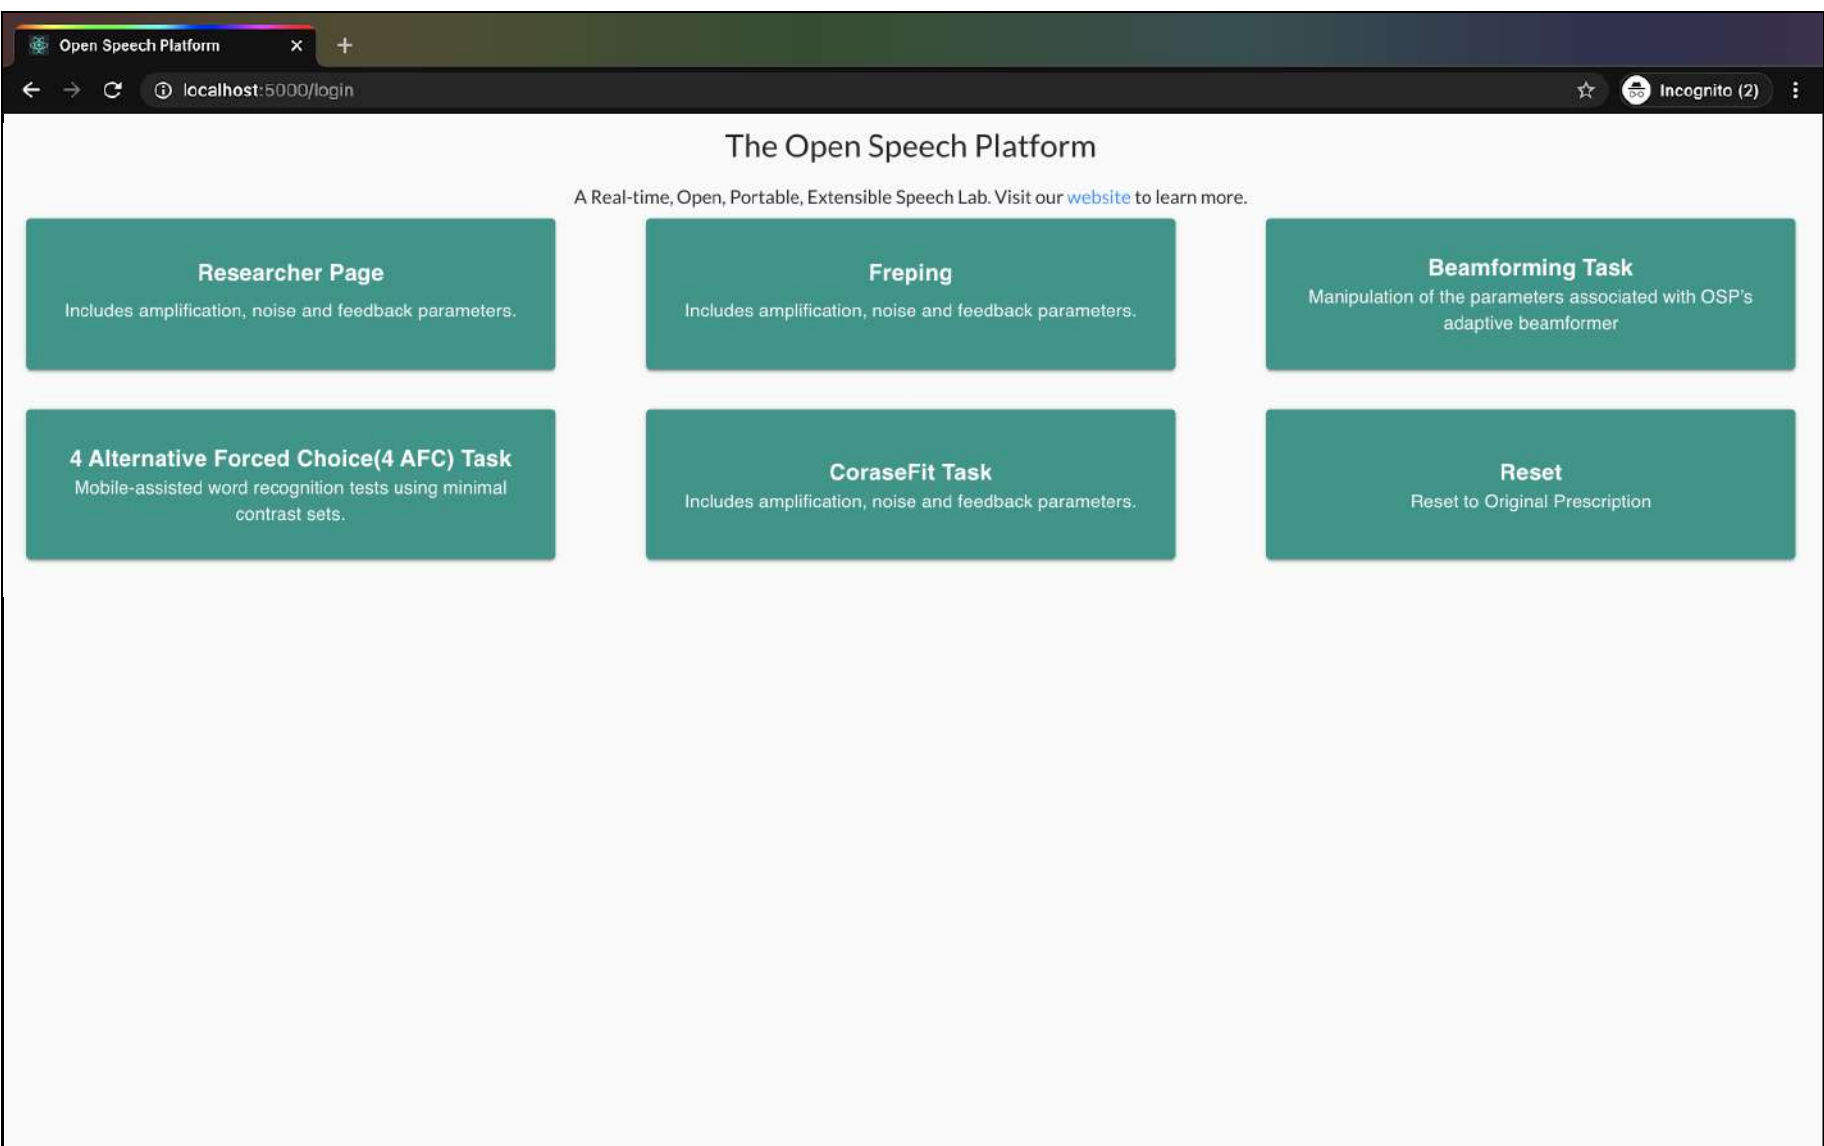 Open Speech Platform
localhost:5000/login
Incognito (2)
The Open Speech Platform
A Real-time, Open, Portable, Extensible Speech Lab. Visit our website to learn more.
Researcher Page
Includes amplification, noise and feedback parameters.
Freping
Includes amplification, noise and feedback parameters.
Beamforming Task
Manipulation of the parameters associated with OSP's
adaptive beamformer
4 Alternative Forced Choice(4 AFC) Task
Mobile-assisted word recognition tests using minimal
contrast sets.
CoraseFit Task
Includes amplification, noise and feedback parameters.
Reset
Reset to Original Prescription